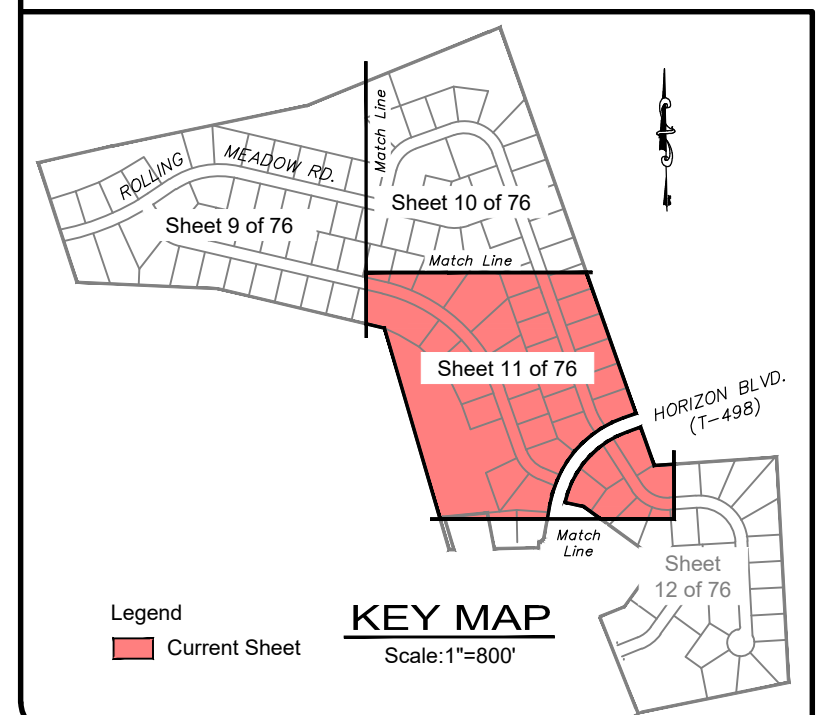 Match Line
ROLLING
MEADOW RD.
Sheet 10 of 76
Sheet 9 of 76
Match Line
Sheet 11 of 76
HORIZON BLVD.
(T-498)
Match
Line
Sheet
12 of 76
Legend
Current Sheet
KEY MAP
Scale:1"=800'